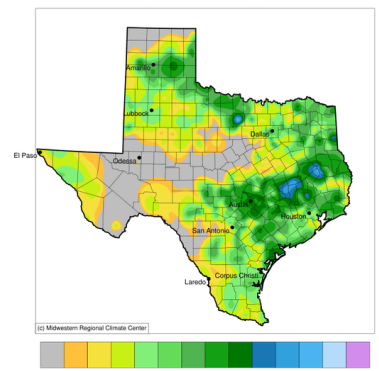 Amarillo
Lubbock
Dallas
El Paso
Odessa
Austin
Houston
San Antonio
Corpus Christi
Laredo
(c) Midwestern Regional Climate Center